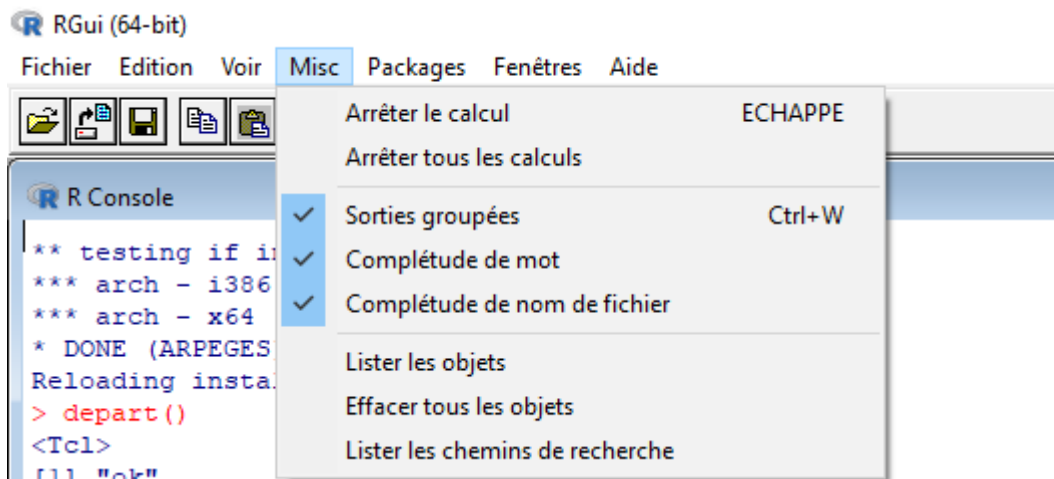 RGui (64-bit)
Fichier Edition Voir Misc Packages Fenêtres Aide
Arrêter le calcul ECHAPPE
Arrêter tous les calculs
Sorties groupées Ctrl+W
Complétude de mot
Complétude de nom de fichier
Lister les objets
Effacer tous les objets
Lister les chemins de recherche
R Console
** testing if
*** arch - i386
*** arch - x64
* DONE (ARPEGES
Reloading
> depart()
<Tcl>
[1] "ok"